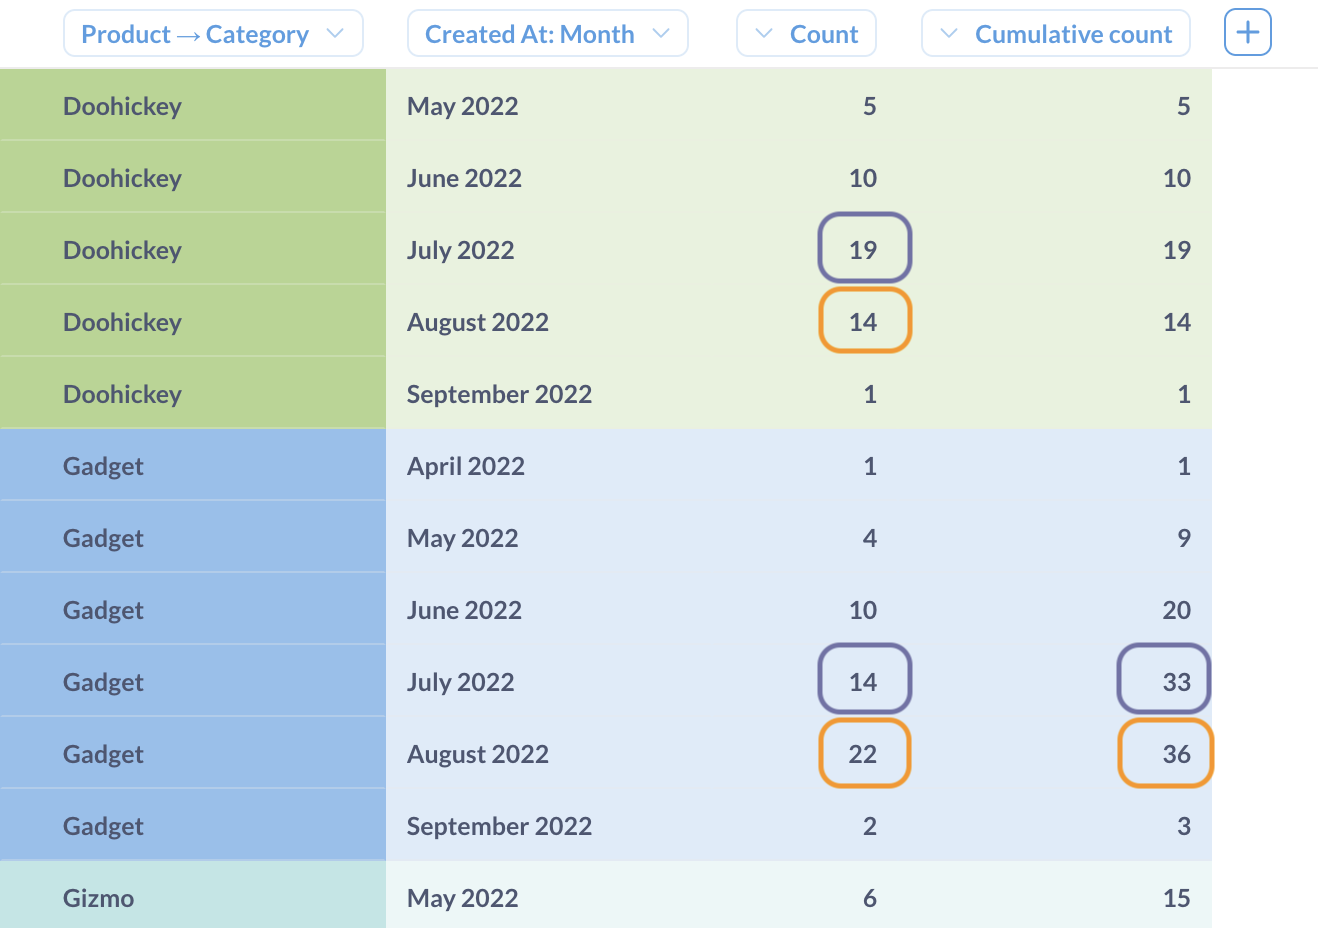 Product → Category Created At: Month Count Cumulative count +
Doohickey May 2022 5 5
Doohickey June 2022 10 10
Doohickey July 2022 19 19
Doohickey August 2022 14 14
Doohickey September 2022 1 1
Gadget April 2022 1 1
Gadget May 2022 4 9
Gadget June 2022 10 20
Gadget July 2022 14 33
Gadget August 2022 22 36
Gadget September 2022 2 3
Gizmo May 2022 6 15